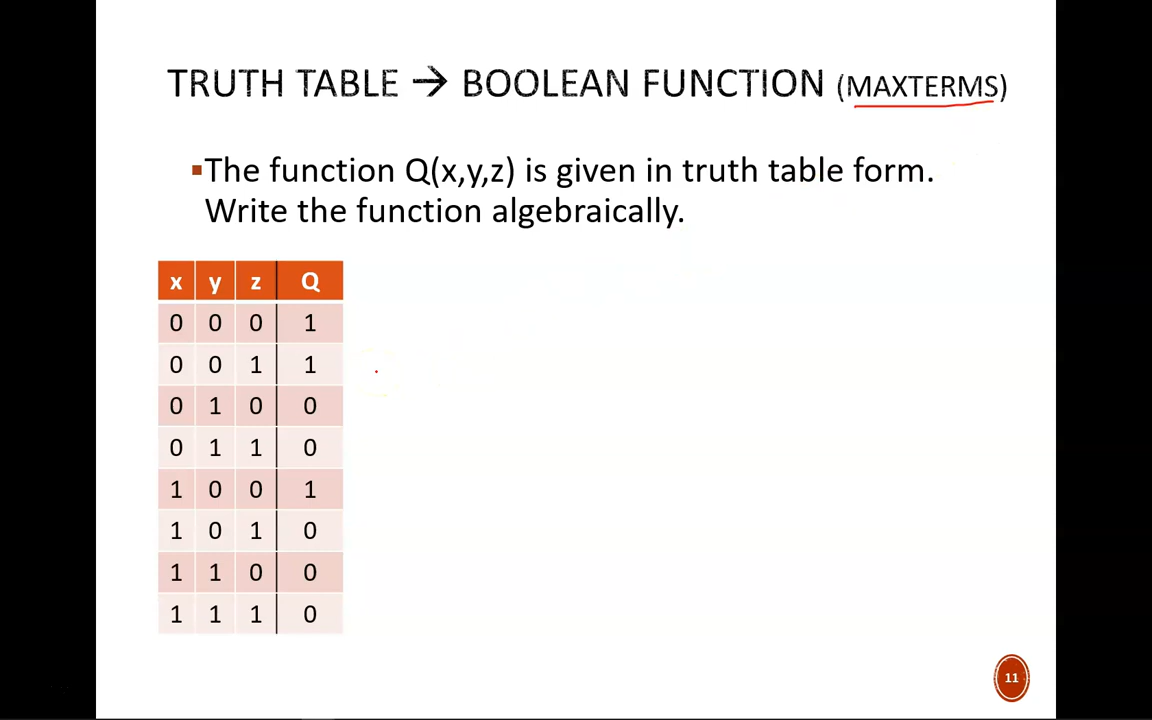 TRUTH TABLE → BOOLEAN FUNCTION (MAXTERMS)
▪The function Q(x,y,z) is given in truth table form.
Write the function algebraically.
x y z Q
0 0 0 1
0 0 1 1
0 1 0 0
0 1 1 0
1 0 0 1
1 0 1 0
1 1 0 0
1 1 1 0
11